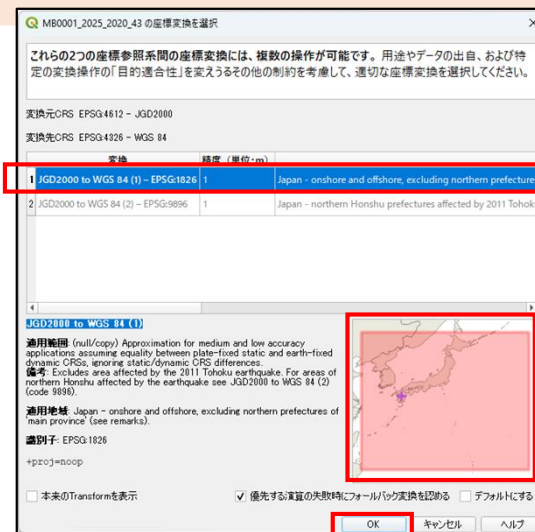 MB0001_2025_2020_43 の座標変換を選択
これらの2つの座標参照系間の座標変換には、複数の操作が可能です。用途やデータの出自、および特
定の変換操作の「目的適合性」を変えうるその他の制約を考慮して、適切な座標変換を選択してください。
変換元CRS EPSG:4612 - JGD2000
変換先CRS EPSG:4326 - WGS 84
変換 精度（単位:m）
1 JGD2000 to WGS 84 (1) – EPSG:1826 1 Japan - onshore and offshore, excluding northern prefecture
2 JGD2000 to WGS 84 (2) – EPSG:9896 1 Japan - northern Honshu prefectures affected by 2011 Tohok
JGD2000 to WGS 84 (1)
適用範囲: (null/copy) Approximation for medium and low accuracy
applications assuming equality between plate-fixed static and earth-fixed
dynamic CRSs, ignoring static/dynamic CRS differences.
備考: Excludes area affected by the 2011 Tohoku earthquake. For areas of
northern Honshu affected by the earthquake see JGD2000 to WGS 84 (2)
(code 9896).
適用地域: Japan - onshore and offshore, excluding northern prefectures of
'main province' (see remarks).
識別子: EPSG:1826
+proj=noop
本来のTransformを表示 優先する演算の失敗時にフォールバック変換を認める デフォルトにする
OK キャンセル ヘルプ